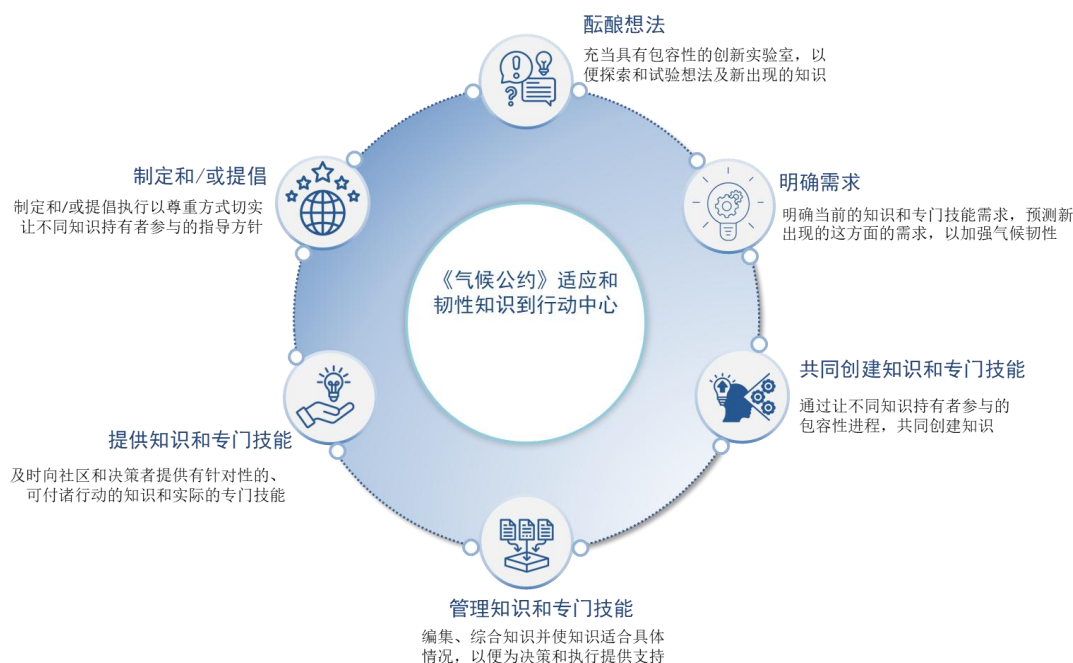 酝酿想法
充当具有包容性的创新实验室，以
便探索和试验想法及新出现的知识
明确需求
明确当前的知识和专门技能需求，预测新
出现的这方面的需求，以加强气候韧性
共同创建知识和专门技能
通过让不同知识持有者参与的
包容性进程，共同创建知识
管理知识和专门技能
编集、综合知识并使知识适合具体
情况，以便为决策和执行提供支持
提供知识和专门技能
及时向社区和决策者提供有针对性的、
可付诸行动的知识和实际的专门技能
制定和/或提倡
制定和/或提倡执行以尊重方式切实
让不同知识持有者参与的指导方针
《气候公约》适应和
韧性知识到行动中心